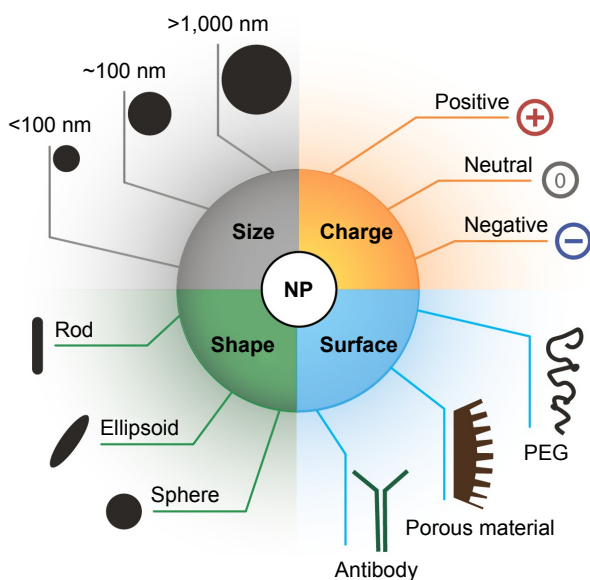 >1,000 nm
~100 nm
<100 nm
Positive
Neutral
0
Negative
Size
Charge
NP
Shape
Surface
Rod
Ellipsoid
Sphere
PEG
Porous material
Antibody